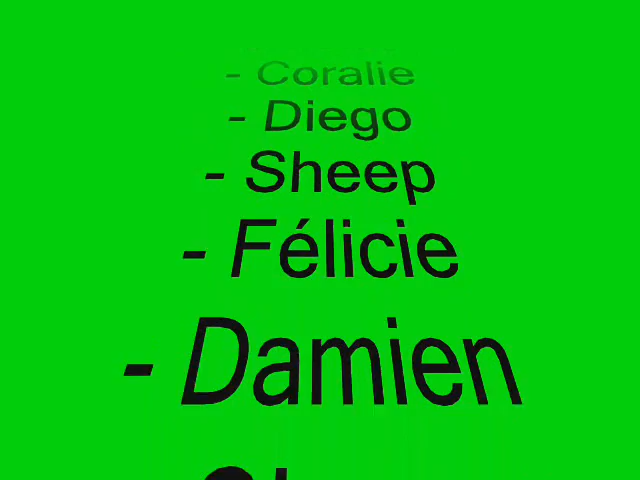 - Coralie
- Diego
- Sheep
- Félicie
- Damien